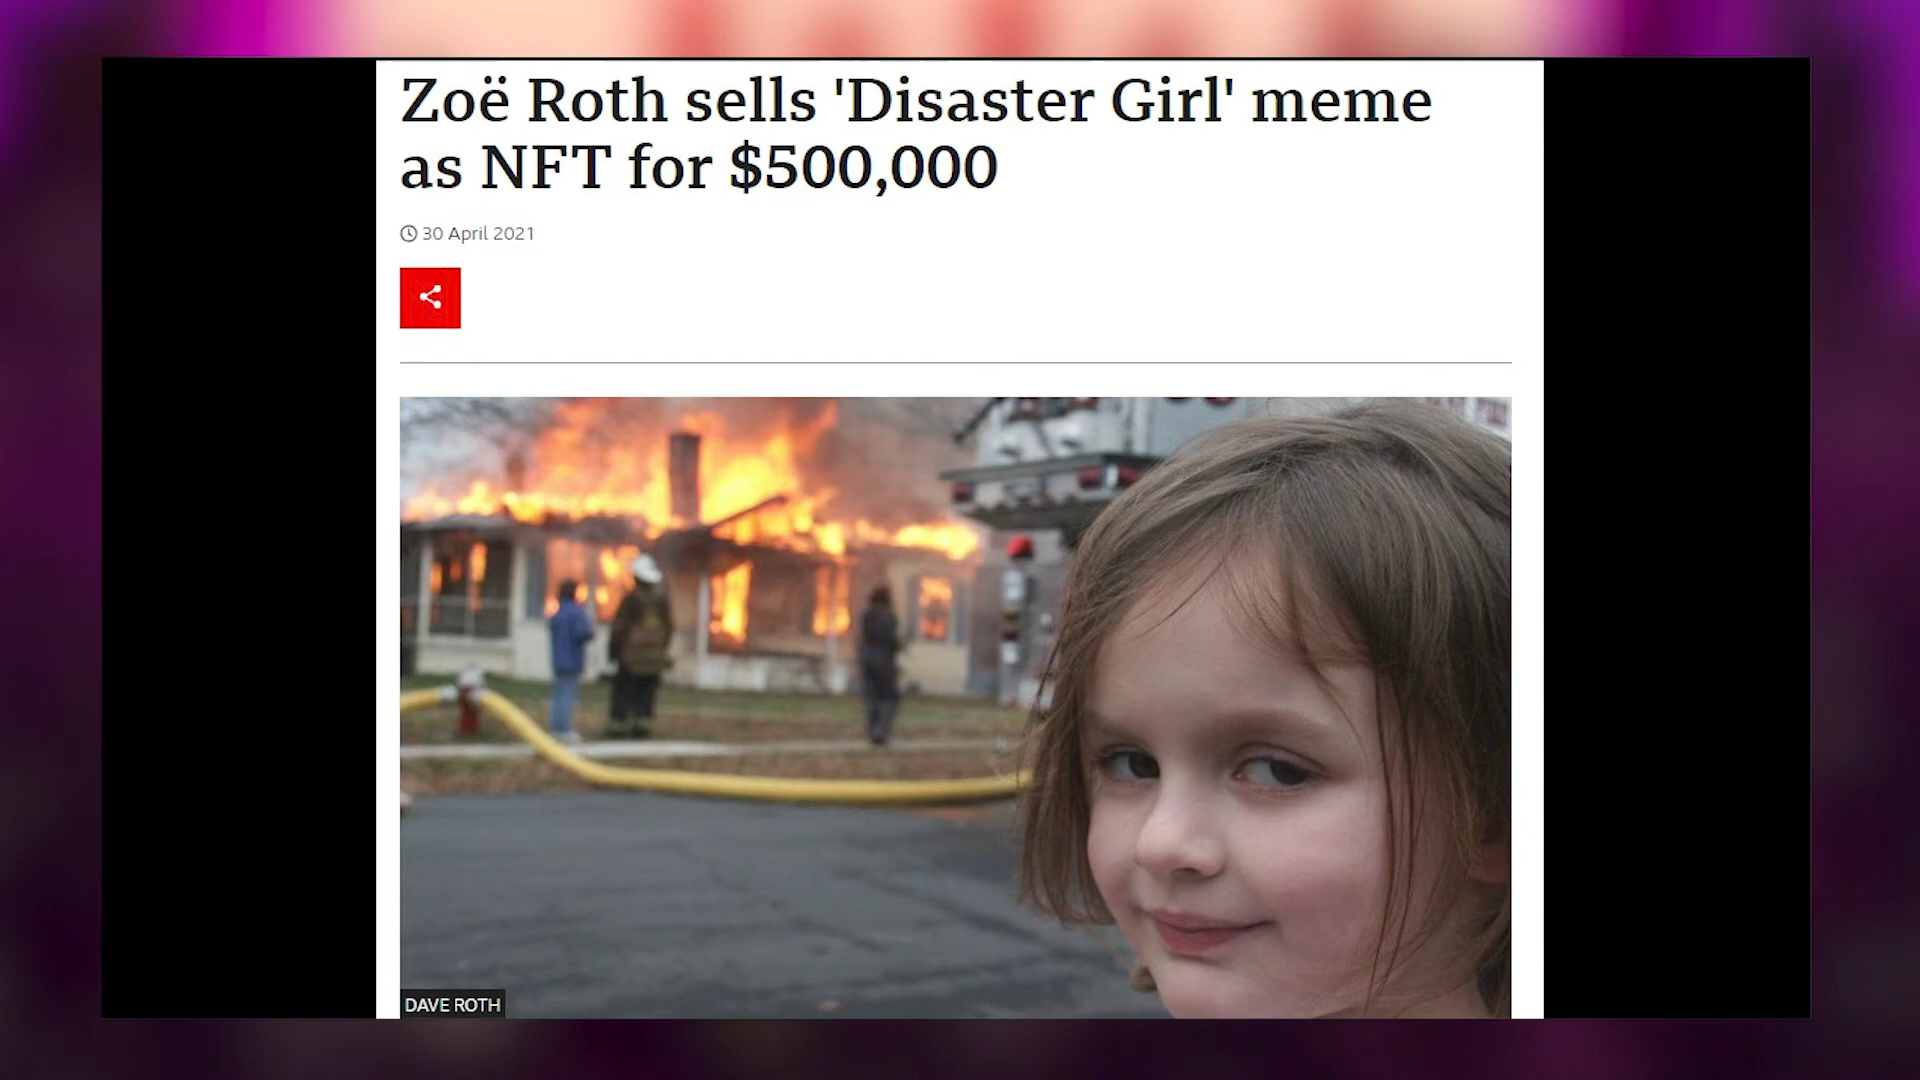 Zoë Roth sells 'Disaster Girl' meme
as NFT for $500,000
30 April 2021
DAVE ROTH